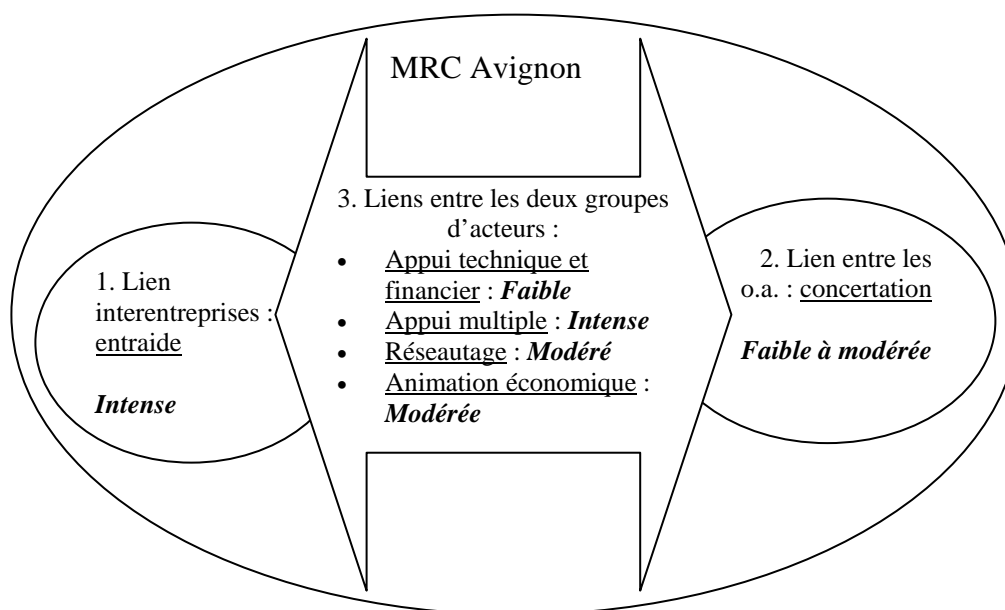 MRC Avignon
1. Lien
interentreprises :
entraide
Intense
3. Liens entre les deux groupes
d’acteurs :
• Appui technique et
financier : Faible
• Appui multiple : Intense
• Réseautage : Modéré
• Animation économique :
Modérée
2. Lien entre les
o.a. : concertation
Faible à modérée